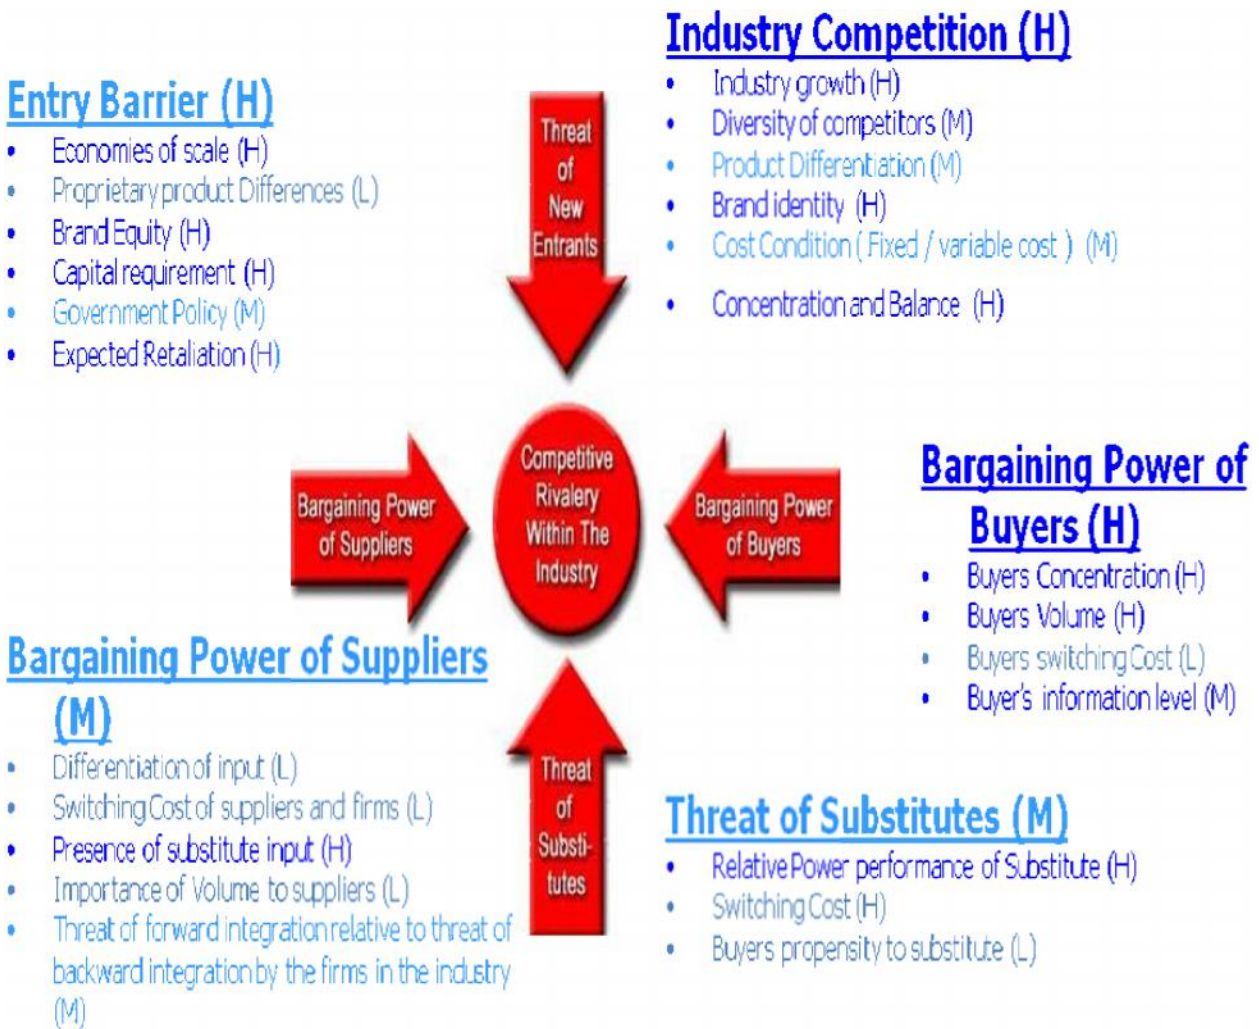 Industry Competition (H)
• Industry growth (H)
• Diversity of competitors (M)
• Product Differentiation (M)
• Brand identity (H)
• Cost Condition ( Fixed / variable cost ) (M)
• Concentration and Balance (H)
Entry Barrier (H)
• Economies of scale (H)
• Proprietary product Differences (L)
• Brand Equity (H)
• Capital requirement (H)
• Government Policy (M)
• Expected Retaliation (H)
Threat
of
New
Entrants
Bargaining Power
of Suppliers
Competitive
Rivalery
Within The
Industry
Bargaining Power
of Buyers
Bargaining Power of
Buyers (H)
• Buyers Concentration (H)
• Buyers Volume (H)
• Buyers switching Cost (L)
• Buyer's information level (M)
Bargaining Power of Suppliers
(M)
• Differentiation of input (L)
• Switching Cost of suppliers and firms (L)
• Presence of substitute input (H)
• Importance of Volume to suppliers (L)
• Threat of forward integration relative to threat of
backward integration by the firms in the industry
(M)
Threat
of
Substi-
tutes
Threat of Substitutes (M)
• Relative Power performance of Substitute (H)
• Switching Cost (H)
• Buyers propensity to substitute (L)